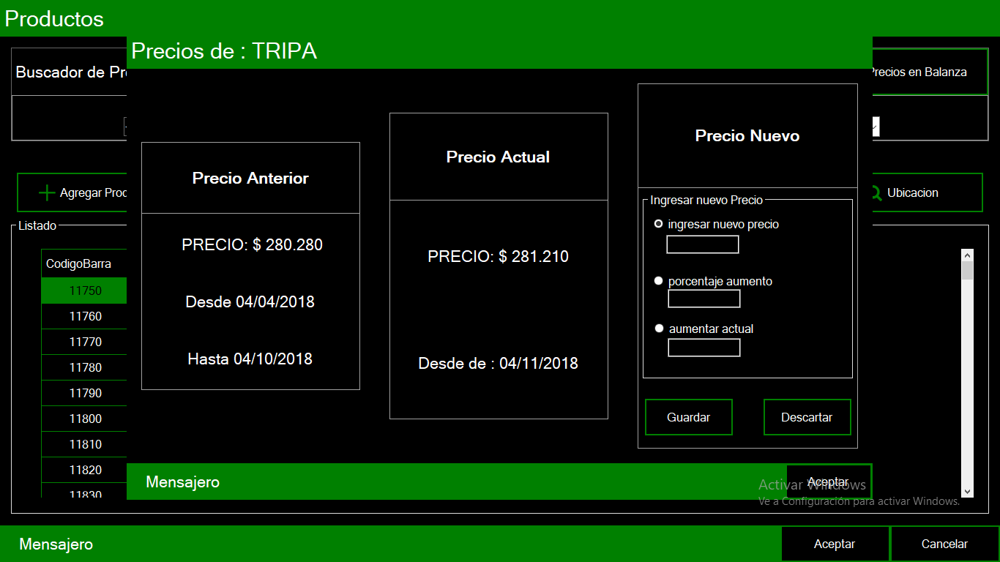 Productos
Precios de : TRIPA
Buscador de Pr
Precios en Balanza
Agregar Proc
Ubicacion
Listado
CodigoBarra
11750
11760
11770
11780
11790
11800
11810
11820
11830
Precio Anterior
PRECIO: $ 280.280
Desde 04/04/2018
Hasta 04/10/2018
Precio Actual
PRECIO: $ 281.210
Desde de : 04/11/2018
Precio Nuevo
Ingresar nuevo Precio
ingresar nuevo precio
porcentaje aumento
aumentar actual
Guardar
Descartar
Mensajero
Aceptar
Activar Windows
Ve a Configuración para activar Windows.
Mensajero
Aceptar
Cancelar